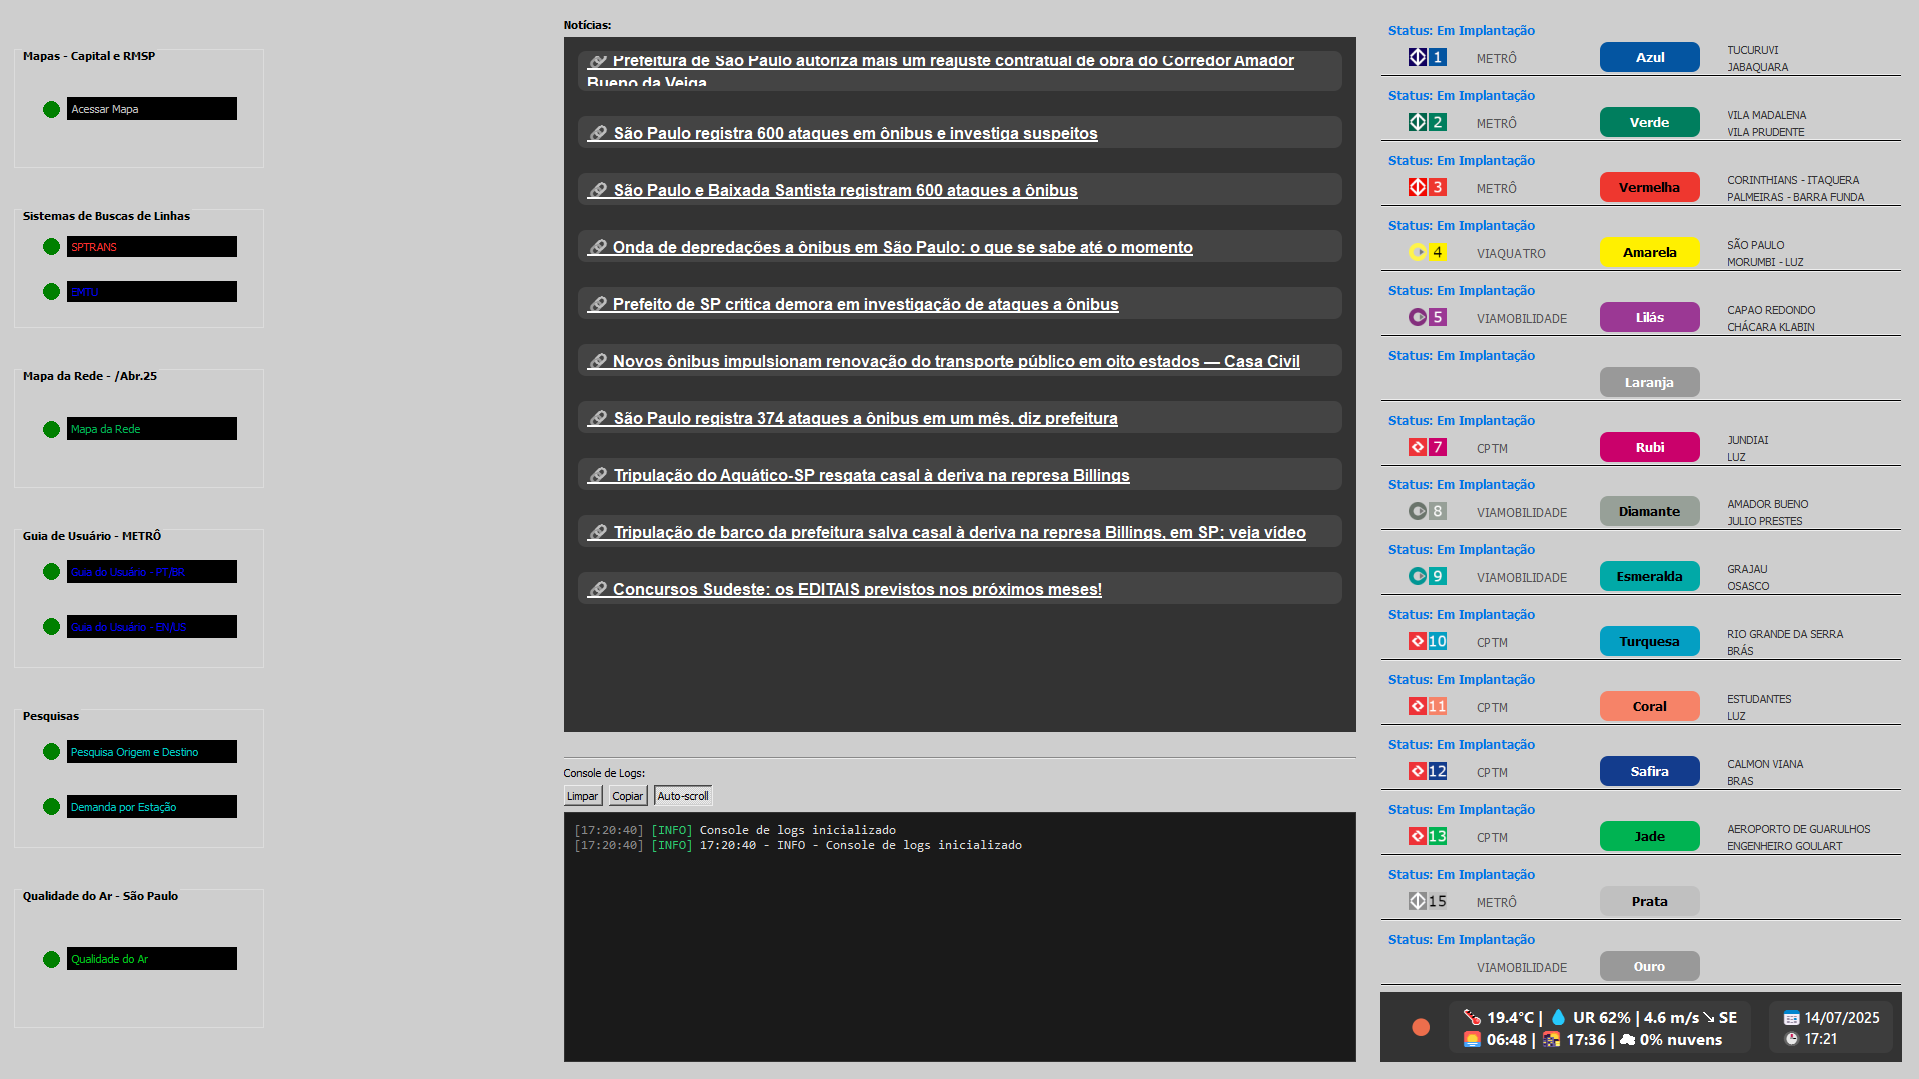 Mapas - Capital e RMSP
Acessar Mapa
Sistemas de Buscas de Linhas
SPTRANS
EMTU
Mapa da Rede - /Abr.25
Mapa da Rede
Guia de Usuário - METRÔ
Guia do Usuário - PT/BR
Guia do Usuário - EN/US
Pesquisas
Pesquisa Origem e Destino
Demanda por Estação
Qualidade do Ar - São Paulo
Qualidade do Ar
Notícias:
Prefeitura de São Paulo autoriza mais um reajuste contratual de obra do Corredor Amador
Bueno da Veiga
São Paulo registra 600 ataques em ônibus e investiga suspeitos
São Paulo e Baixada Santista registram 600 ataques a ônibus
Onda de depredações a ônibus em São Paulo: o que se sabe até o momento
Prefeito de SP critica demora em investigação de ataques a ônibus
Novos ônibus impulsionam renovação do transporte público em oito estados — Casa Civil
São Paulo registra 374 ataques a ônibus em um mês, diz prefeitura
Tripulação do Aquático-SP resgata casal à deriva na represa Billings
Tripulação de barco da prefeitura salva casal à deriva na represa Billings, em SP; veja vídeo
Concursos Sudeste: os EDITAIS previstos nos próximos meses!
Console de Logs:
Limpar Copiar Auto-scroll
[17:20:40] [INFO] Console de logs inicializado
[17:20:40] [INFO] 17:20:40 - INFO - Console de logs inicializado
Status: Em Implantação
1 METRÔ Azul TUCURUVI
JABAQUARA
Status: Em Implantação
2 METRÔ Verde VILA MADALENA
VILA PRUDENTE
Status: Em Implantação
3 METRÔ Vermelha CORINTHIANS - ITAQUERA
PALMEIRAS - BARRA FUNDA
Status: Em Implantação
4 VIAQUATRO Amarela SÃO PAULO
MORUMBI - LUZ
Status: Em Implantação
5 VIAMOBILIDADE Lilás CAPAO REDONDO
CHÁCARA KLABIN
Status: Em Implantação
Laranja
Status: Em Implantação
7 CPTM Rubi JUNDIAI
LUZ
Status: Em Implantação
8 VIAMOBILIDADE Diamante AMADOR BUENO
JULIO PRESTES
Status: Em Implantação
9 VIAMOBILIDADE Esmeralda GRAJAU
OSASCO
Status: Em Implantação
10 CPTM Turquesa RIO GRANDE DA SERRA
BRÁS
Status: Em Implantação
11 CPTM Coral ESTUDANTES
LUZ
Status: Em Implantação
12 CPTM Safira CALMON VIANA
BRAS
Status: Em Implantação
13 CPTM Jade AEROPORTO DE GUARULHOS
ENGENHEIRO GOULART
Status: Em Implantação
15 METRÔ Prata
Status: Em Implantação
VIAMOBILIDADE Ouro
19.4°C | UR 62% | 4.6 m/s ↘ SE
06:48 | 17:36 | 0% nuvens
14/07/2025
17:21